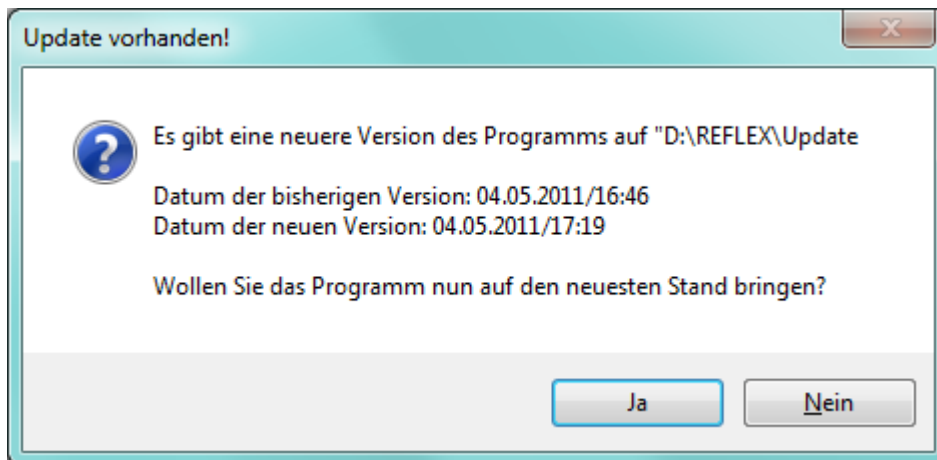 Update vorhanden!
Es gibt eine neuere Version des Programms auf "D:\REFLEX\Update
Datum der bisherigen Version: 04.05.2011/16:46
Datum der neuen Version: 04.05.2011/17:19
Wollen Sie das Programm nun auf den neuesten Stand bringen?
Ja Nein